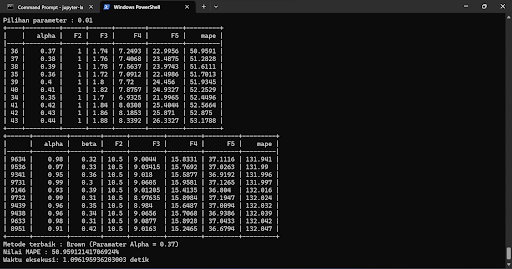 Command Prompt - jupyter-la
Windows PowerShell
Pilihan parameter : 0.01
| | alpha | F2 | F3 | F4 | F5 | mape |
| 36 | 0.37 | 1 | 1.74 | 7.2493 | 22.9956 | 50.9591 |
| 37 | 0.38 | 1 | 1.76 | 7.4068 | 23.4875 | 51.2828 |
| 38 | 0.39 | 1 | 1.78 | 7.5637 | 23.9743 | 51.6111 |
| 35 | 0.36 | 1 | 1.72 | 7.0912 | 22.4986 | 51.7013 |
| 39 | 0.4 | 1 | 1.8 | 7.72 | 24.456 | 51.9345 |
| 40 | 0.41 | 1 | 1.82 | 7.8757 | 24.9327 | 52.2529 |
| 34 | 0.35 | 1 | 1.7 | 6.9325 | 21.9965 | 52.4496 |
| 41 | 0.42 | 1 | 1.84 | 8.0308 | 25.4044 | 52.5664 |
| 42 | 0.43 | 1 | 1.86 | 8.1853 | 25.871 | 52.875 |
| 43 | 0.44 | 1 | 1.88 | 8.3392 | 26.3327 | 53.1788 |
| | alpha | beta | F2 | F3 | F4 | F5 | mape |
| 9634 | 0.98 | 0.32 | 10.5 | 9.0044 | 15.8331 | 37.1116 | 131.941 |
| 9536 | 0.97 | 0.33 | 10.5 | 9.03415 | 15.7692 | 37.0263 | 131.99 |
| 9341 | 0.95 | 0.36 | 10.5 | 9.018 | 15.5877 | 36.9192 | 131.996 |
| 9731 | 0.99 | 0.3 | 10.5 | 9.0605 | 15.9581 | 37.1265 | 131.997 |
| 9146 | 0.93 | 0.39 | 10.5 | 9.01205 | 15.4135 | 36.804 | 132.016 |
| 9732 | 0.99 | 0.31 | 10.5 | 8.97635 | 15.8984 | 37.1947 | 132.024 |
| 9439 | 0.96 | 0.35 | 10.5 | 8.984 | 15.6487 | 37.0094 | 132.032 |
| 9438 | 0.96 | 0.34 | 10.5 | 9.0656 | 15.7068 | 36.9386 | 132.039 |
| 9633 | 0.98 | 0.31 | 10.5 | 9.0877 | 15.8928 | 37.0433 | 132.042 |
| 8951 | 0.91 | 0.42 | 10.5 | 9.0163 | 15.2465 | 36.6794 | 132.047 |
Metode terbaik : Brown (Paramater Alpha = 0.37)
Nilai MAPE : 50.95912141706924%
Waktu eksekusi: 1.096195936203003 detik